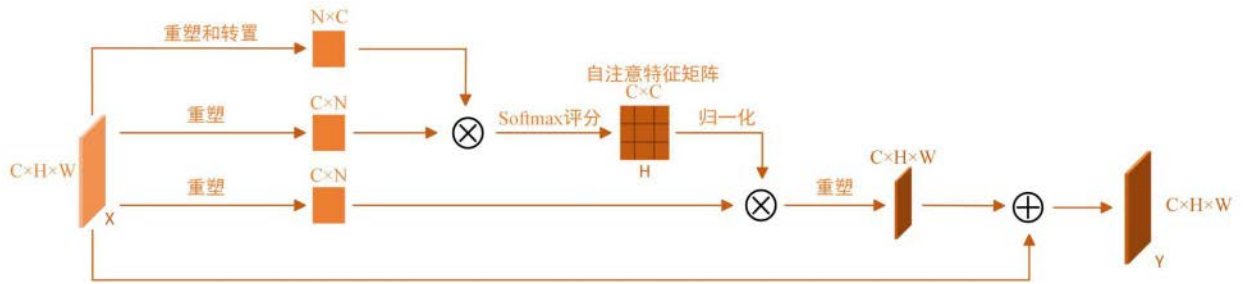 N×C
重塑和转置
自注意特征矩阵
C×C
C×N
重塑
Softmax评分
归一化
C×H×W
C×N
H
C×H×W
重塑
重塑
C×H×W
X
Y